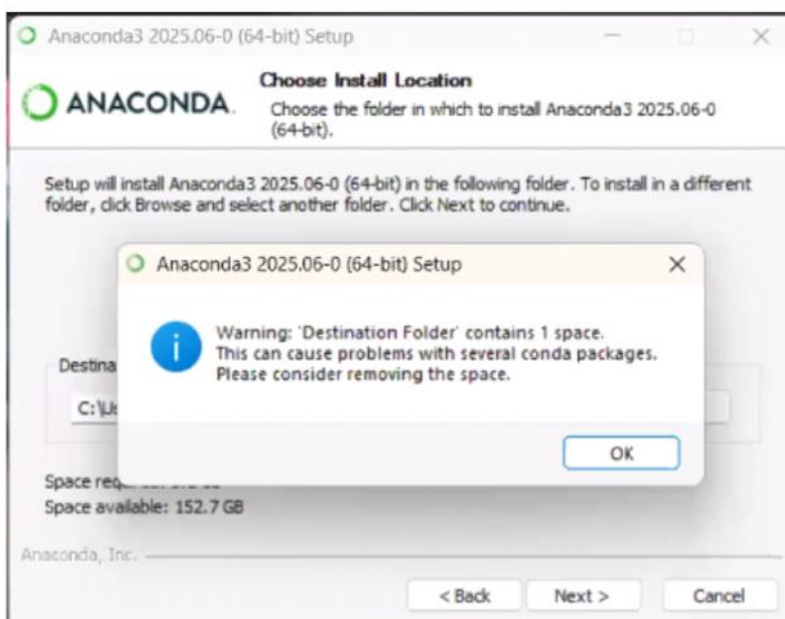 Anaconda3 2025.06-0 (64-bit) Setup
ANACONDA.
Choose Install Location
Choose the folder in which to install Anaconda3 2025.06-0
(64-bit).
Setup will install Anaconda3 2025.06-0 (64-bit) in the following folder. To install in a different
folder, click Browse and select another folder. Click Next to continue.
Anaconda3 2025.06-0 (64-bit) Setup
Warning: 'Destination Folder' contains 1 space.
This can cause problems with several conda packages.
Please consider removing the space.
OK
Destina
C:\Us
Space req
Space available: 152.7 GB
Anaconda, Inc.
< Back
Next >
Cancel